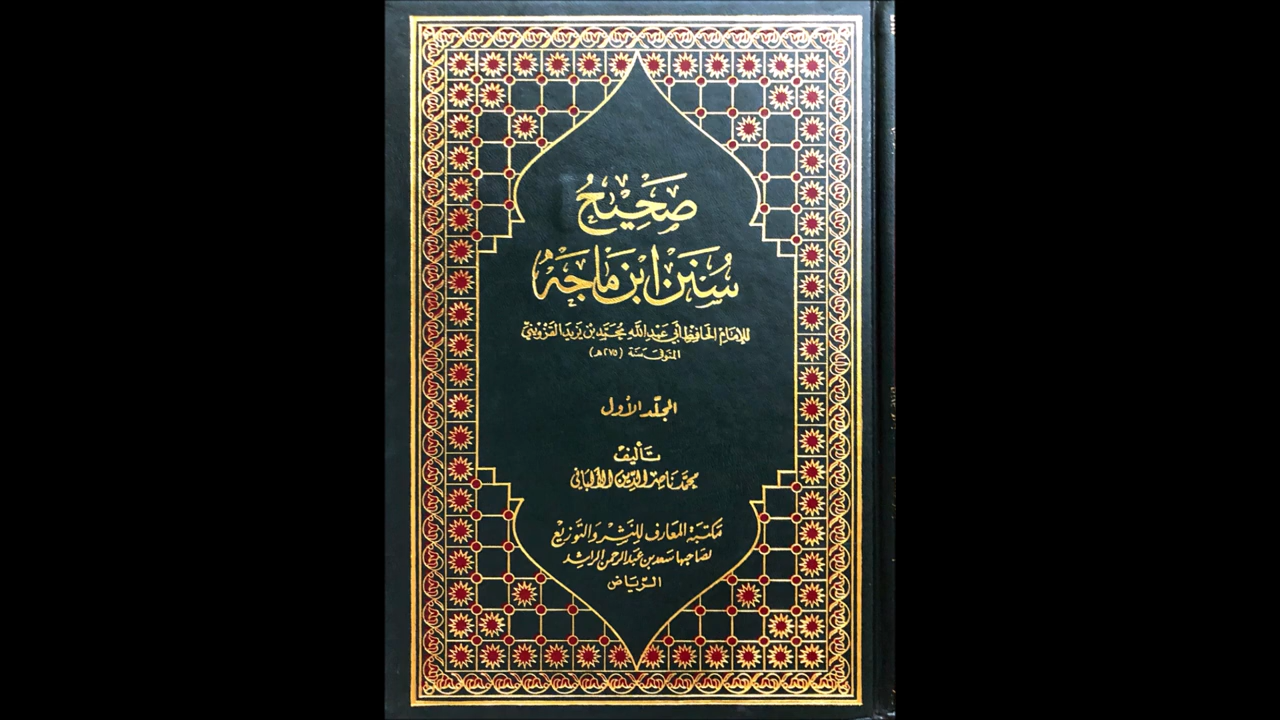 صَحِيْحُ
سُنَنِ ابْنِ مَاجَهْ
للإمام الحافظ أبي عبد الله محمد بن يزيد القزويني
المتوفى سنة (٢٧٥هـ)
المجلد الأول
تأليف
محمد ناصر الدين الألباني
مكتبة المعارف للنشر والتوزيع
لصاحبها سعد بن عبد الرحمن الراشد
الرياض